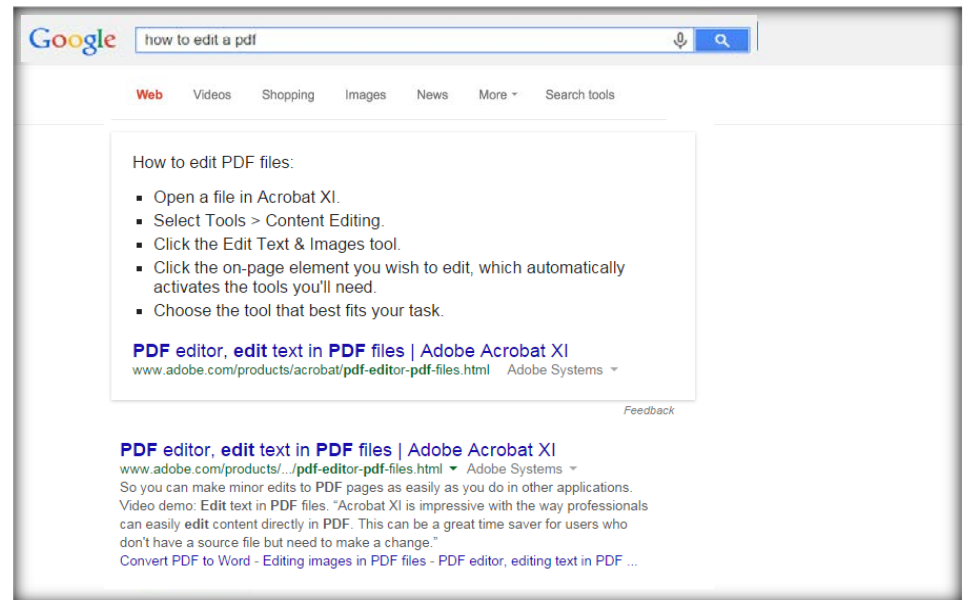 Google how to edit a pdf
Web Videos Shopping Images News More Search tools
How to edit PDF files:
▪ Open a file in Acrobat XI.
▪ Select Tools > Content Editing.
▪ Click the Edit Text & Images tool.
▪ Click the on-page element you wish to edit, which automatically
activates the tools you'll need.
▪ Choose the tool that best fits your task.
PDF editor, edit text in PDF files | Adobe Acrobat XI
www.adobe.com/products/acrobat/pdf-editor-pdf-files.html Adobe Systems
Feedback
PDF editor, edit text in PDF files | Adobe Acrobat XI
www.adobe.com/products/.../pdf-editor-pdf-files.html Adobe Systems
So you can make minor edits to PDF pages as easily as you do in other applications.
Video demo: Edit text in PDF files. “Acrobat XI is impressive with the way professionals
can easily edit content directly in PDF. This can be a great time saver for users who
don't have a source file but need to make a change.”
Convert PDF to Word - Editing images in PDF files - PDF editor, editing text in PDF ...